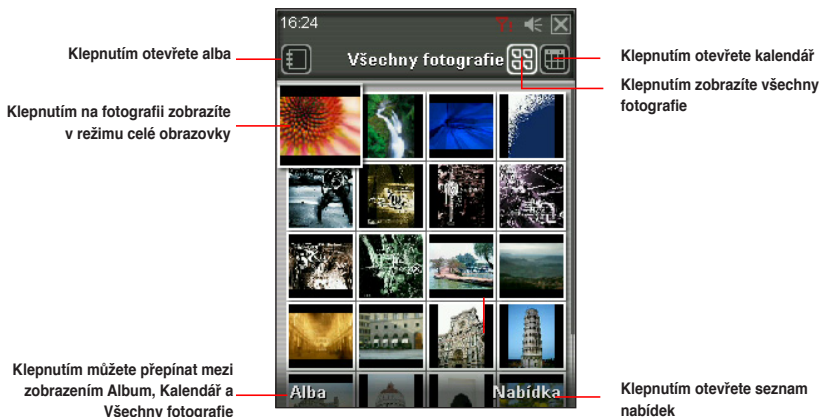 16:24
Všechny fotografie
Klepnutím otevřete alba
Klepnutím na fotografii zobrazíte
v režimu celé obrazovky
Klepnutím otevřete kalendář
Klepnutím zobrazíte všechny
fotografie
Klepnutím můžete přepínat mezi
zobrazením Album, Kalendář a
Všechny fotografie
Alba
Nabídka
Klepnutím otevřete seznam
nabídek